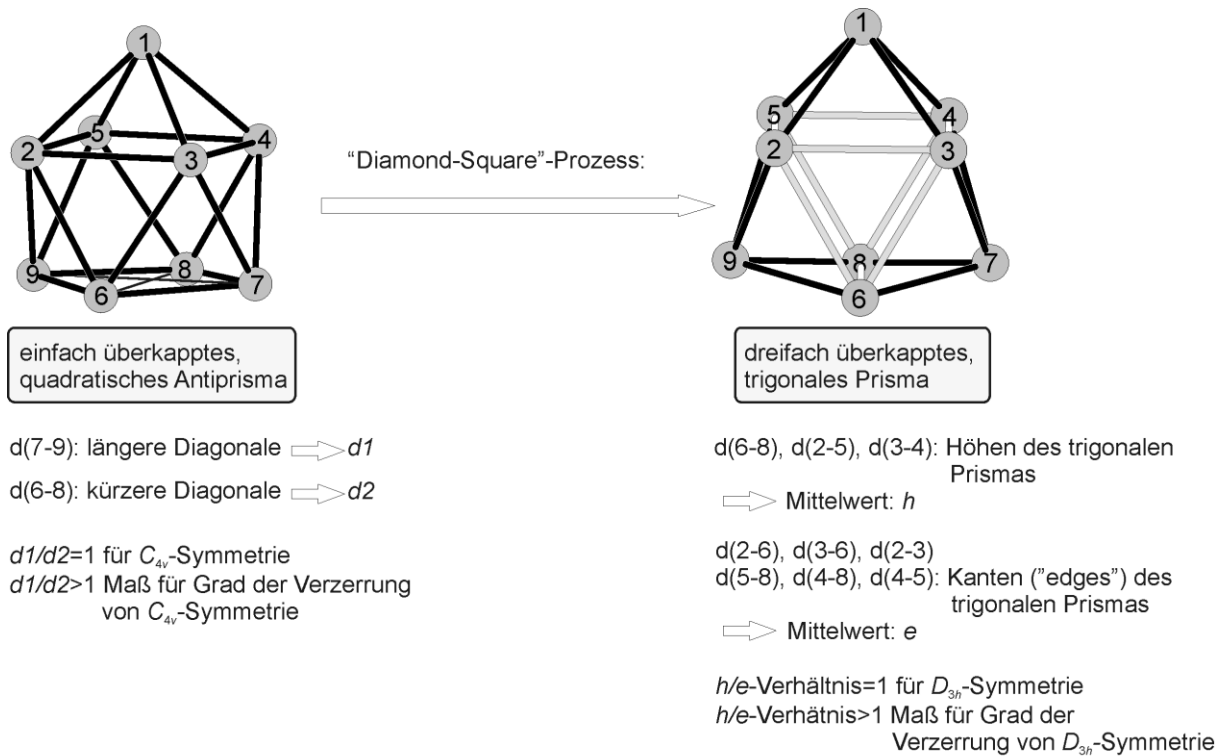 1
5
2
3
4
9
8
6
7
"Diamond-Square"-Prozess:
1
5
4
2
3
9
8
7
6
einfach überkapptes,
quadratisches Antiprisma
d(7-9): längere Diagonale d1
d(6-8): kürzere Diagonale d2
d1/d2=1 für C4v-Symmetrie
d1/d2>1 Maß für Grad der Verzerrung
von C4v-Symmetrie
dreifach überkapptes,
trigonales Prisma
d(6-8), d(2-5), d(3-4): Höhen des trigonalen
Prismas
Mittelwert: h
d(2-6), d(3-6), d(2-3)
d(5-8), d(4-8), d(4-5): Kanten ("edges") des
trigonalen Prismas
Mittelwert: e
h/e-Verhältnis=1 für D3h-Symmetrie
h/e-Verhätnis>1 Maß für Grad der
Verzerrung von D3h-Symmetrie